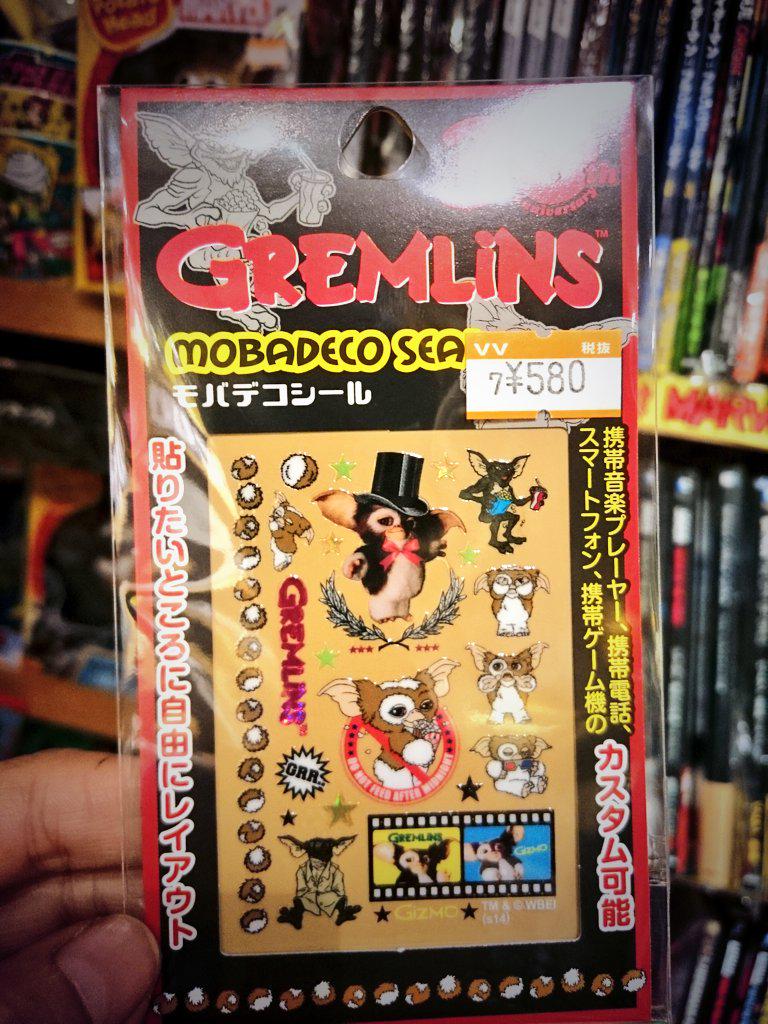 GREMLINS™
MOBADECO SEA
モバデコシール
VV 税抜
7¥580
携帯音楽プレーヤー、携帯電話、
スマートフォン、携帯ゲーム機の
カスタム可能
貼りたいところに自由にレイアウト
GREMLINS
DO NOT FEED AFTER MIDNIGHT
GRR..
GREMLINS
GIZMO
GIZMO
TM & © WBEI
(s14)